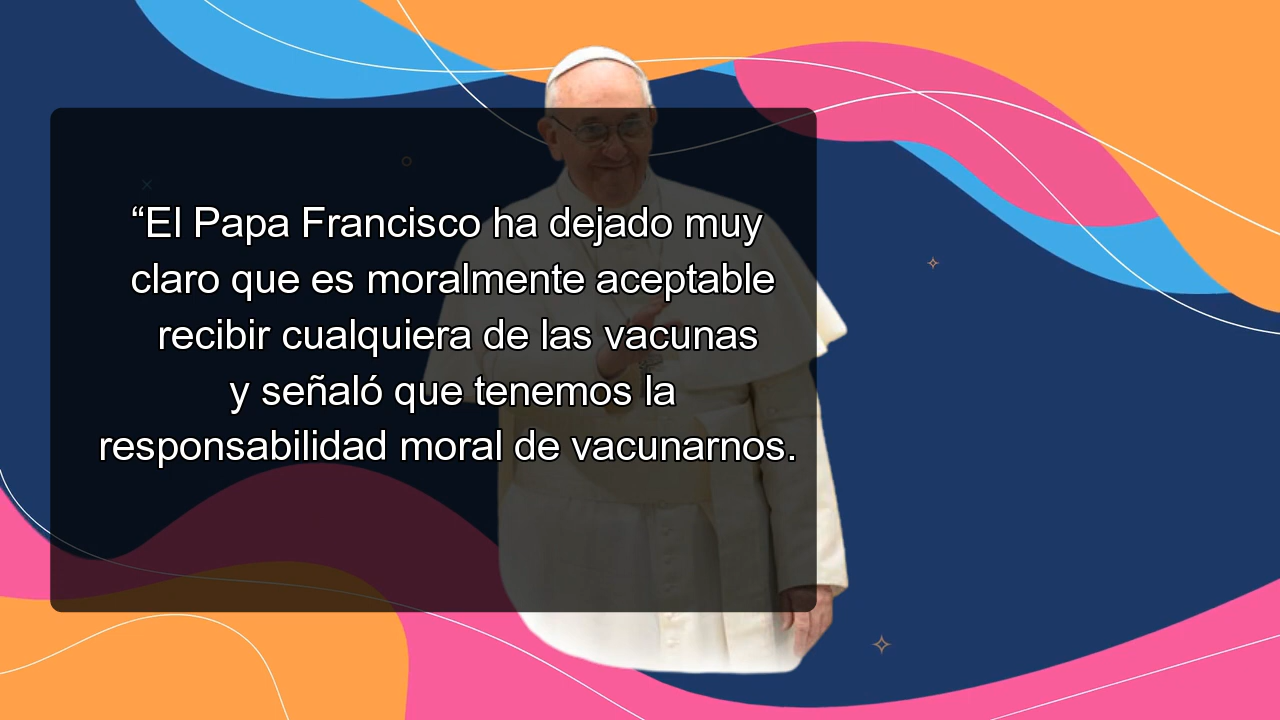 “El Papa Francisco ha dejado muy
claro que es moralmente aceptable
recibir cualquiera de las vacunas
y señaló que tenemos la
responsabilidad moral de vacunarnos.